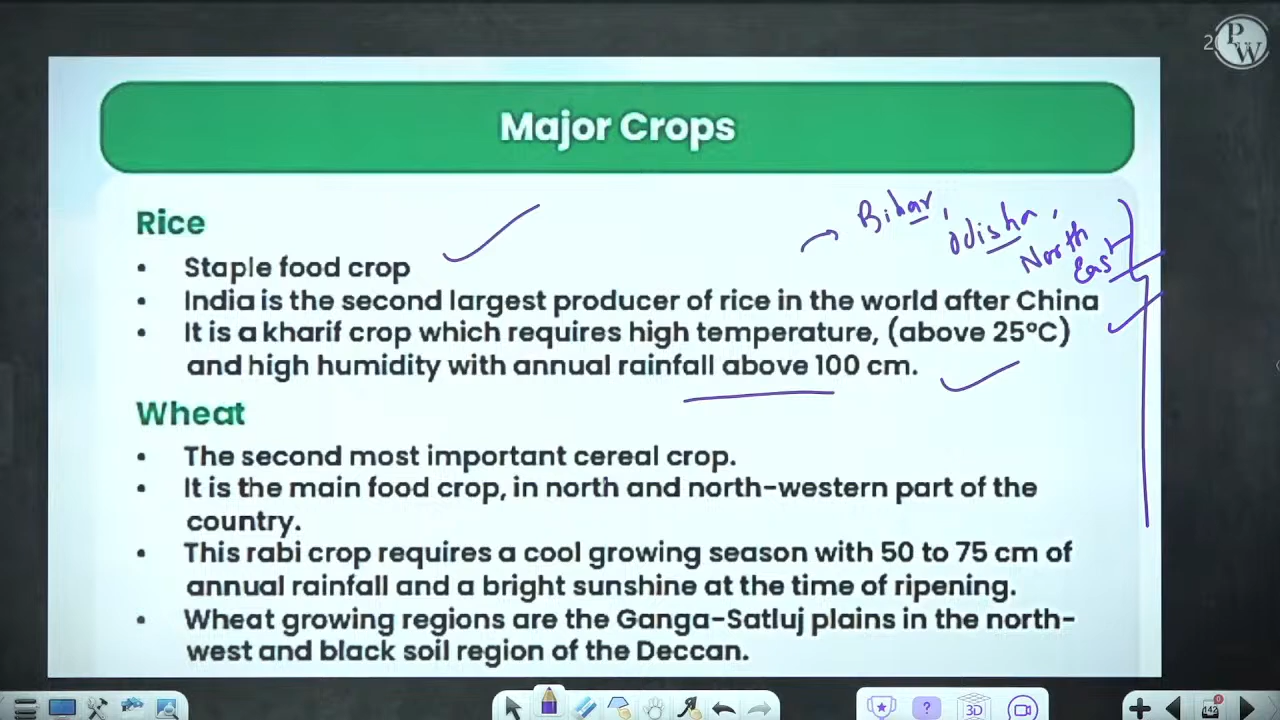 PW
2
Major Crops
Rice
→ Bihar, Odisha, North East
• Staple food crop
• India is the second largest producer of rice in the world after China
• It is a kharif crop which requires high temperature, (above 25°C)
and high humidity with annual rainfall above 100 cm.
Wheat
• The second most important cereal crop.
• It is the main food crop, in north and north-western part of the
country.
• This rabi crop requires a cool growing season with 50 to 75 cm of
annual rainfall and a bright sunshine at the time of ripening.
• Wheat growing regions are the Ganga-Satluj plains in the north-
west and black soil region of the Deccan.
? 3D